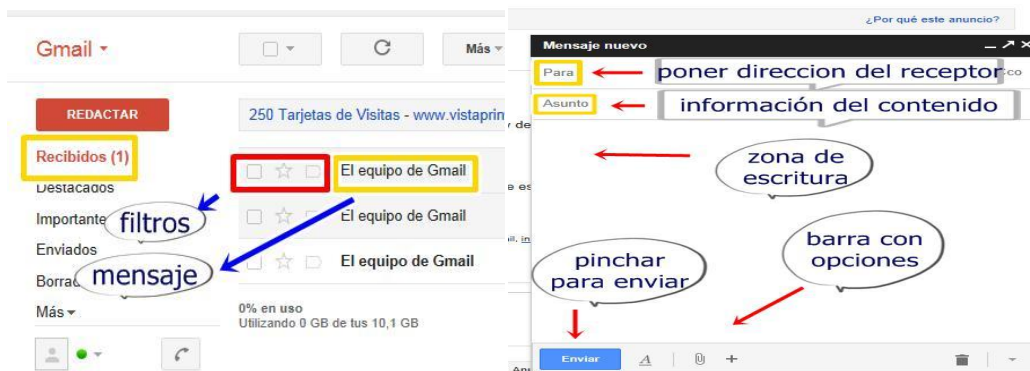 Gmail
Más
REDACTAR
250 Tarjetas de Visitas - www.vistaprin
Recibidos (1)
El equipo de Gmail
Destacados
Importante
filtros
El equipo de Gmail
Enviados
mensaje
El equipo de Gmail
Borrad
Más
0% en uso
Utilizando 0 GB de tus 10,1 GB
¿Por qué este anuncio?
Mensaje nuevo
Para
poner direccion del receptor
Asunto
información del contenido
zona de
escritura
barra con
opciones
pinchar
para enviar
Enviar
A